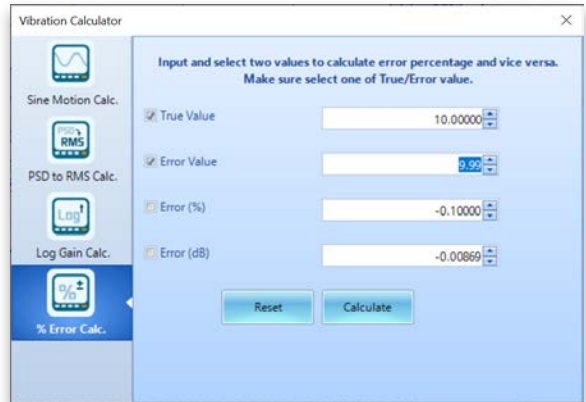 Vibration Calculator
Input and select two values to calculate error percentage and vice versa.
Make sure select one of True/Error value.
Sine Motion Calc.
PSD
RMS
PSD to RMS Calc.
Log
Log Gain Calc.
%±
% Error Calc.
True Value 10.00000
Error Value 9.99
Error (%) -0.10000
Error (dB) -0.00869
Reset Calculate